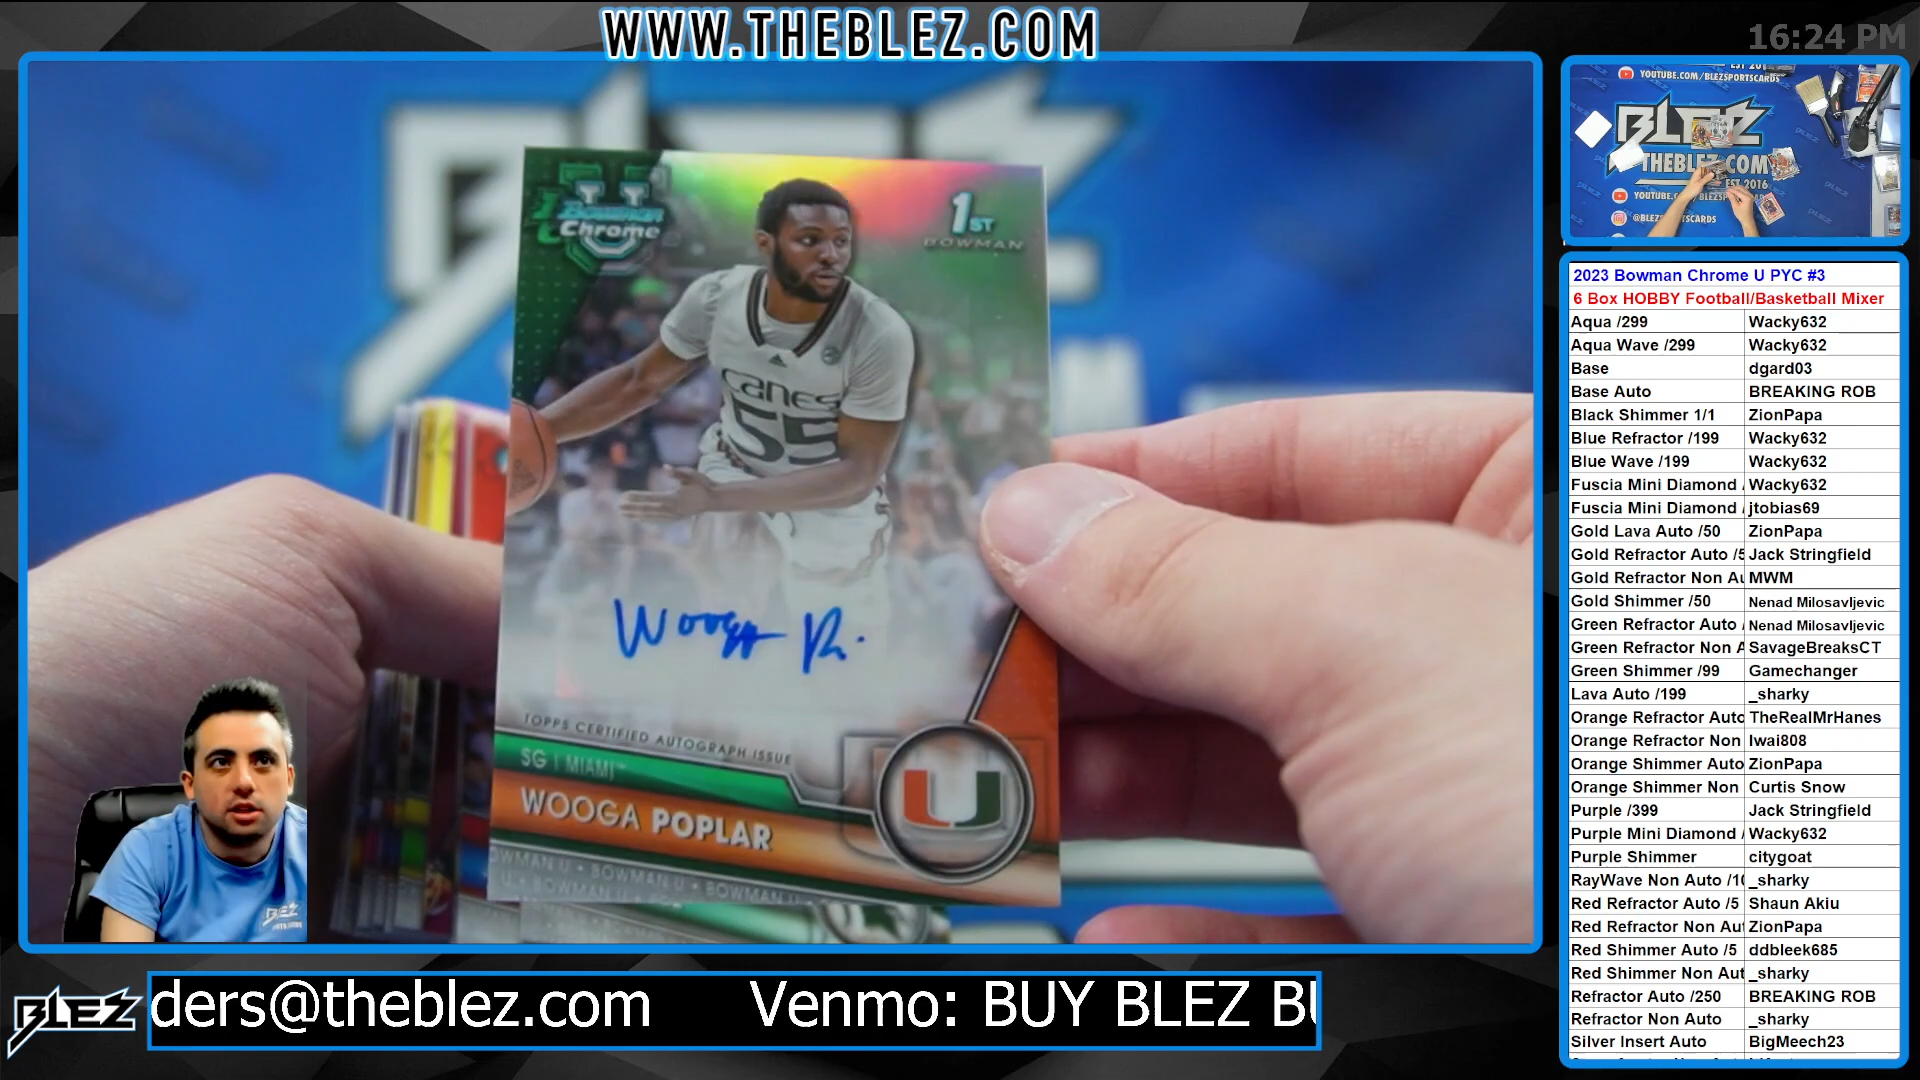 WWW.THEBLEZ.COM
16:24 PM
YOUTUBE.COM/BLEZSPORTSCARDS
BLEZ
THEBLEZ.COM
EST 2016
U
Bowman
Chrome
1ST
BOWMAN
CANES
55
Wooga P.
TOPPS CERTIFIED AUTOGRAPH ISSUE
SG | MIAMI
WOOGA POPLAR
OWMAN U • BOWMAN U • BOWMAN U
U • BOWMAN U
2023 Bowman Chrome U PYC #3
6 Box HOBBY Football/Basketball Mixer
Aqua /299 Wacky632
Aqua Wave /299 Wacky632
Base dgard03
Base Auto BREAKING ROB
Black Shimmer 1/1 ZionPapa
Blue Refractor /199 Wacky632
Blue Wave /199 Wacky632
Fuscia Mini Diamond Wacky632
Fuscia Mini Diamond jtobias69
Gold Lava Auto /50 ZionPapa
Gold Refractor Auto /5 Jack Stringfield
Gold Refractor Non Au MWM
Gold Shimmer /50 Nenad Milosavljevic
Green Refractor Auto Nenad Milosavljevic
Green Refractor Non A SavageBreaksCT
Green Shimmer /99 Gamechanger
Lava Auto /199 _sharky
Orange Refractor Auto TheRealMrHanes
Orange Refractor Non Iwai808
Orange Shimmer Auto ZionPapa
Orange Shimmer Non Curtis Snow
Purple /399 Jack Stringfield
Purple Mini Diamond Wacky632
Purple Shimmer citygoat
RayWave Non Auto /10 _sharky
Red Refractor Auto /5 Shaun Akiu
Red Refractor Non Aut ZionPapa
Red Shimmer Auto /5 ddbleek685
Red Shimmer Non Aut _sharky
Refractor Auto /250 BREAKING ROB
Refractor Non Auto _sharky
Silver Insert Auto BigMeech23
BLEZ
BLEZ
ders@theblez.com Venmo: BUY BLEZ BU